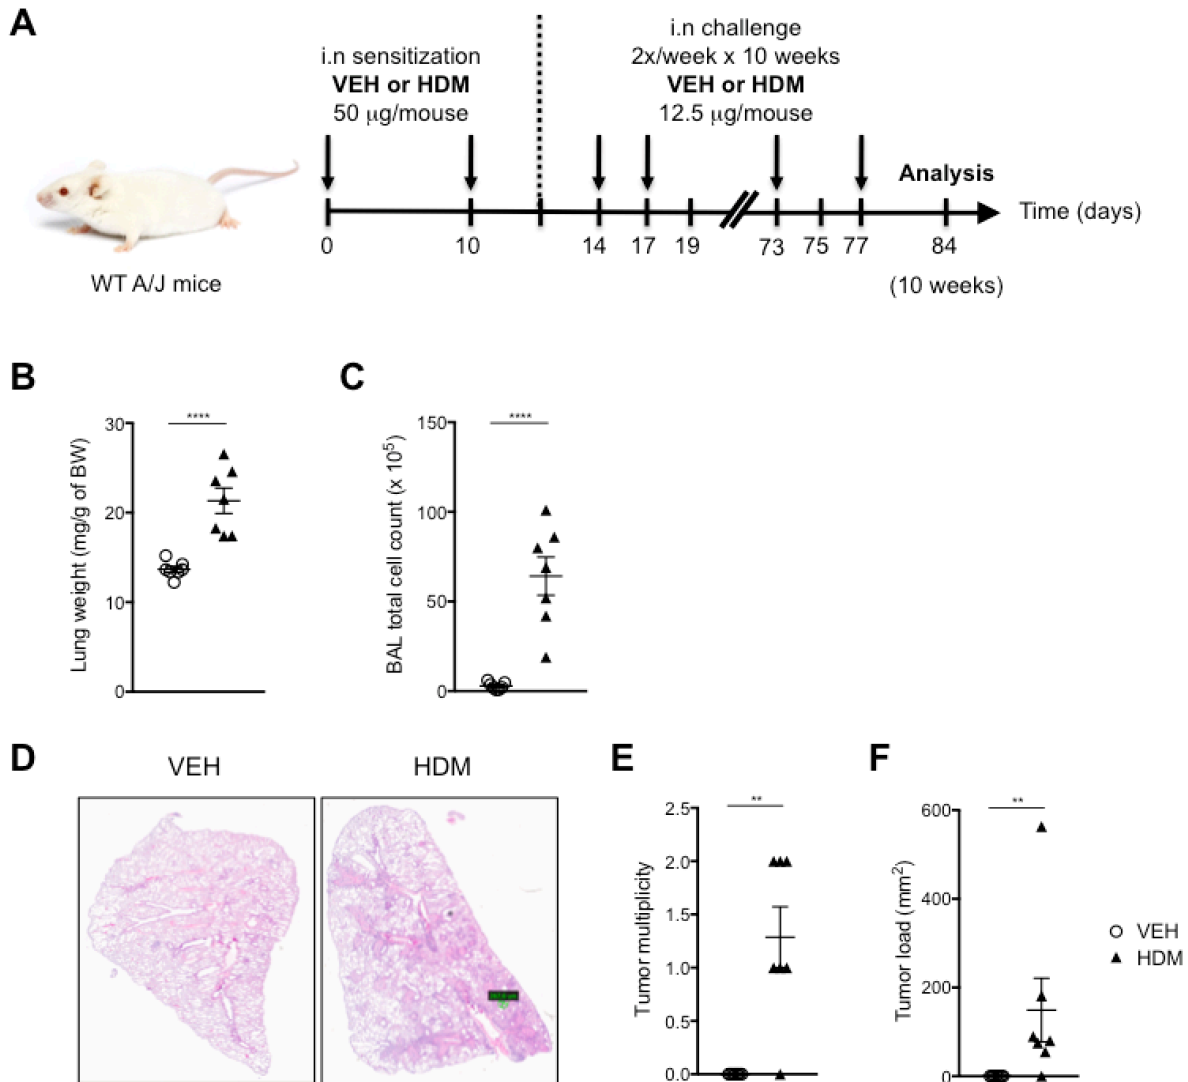 A
i.n sensitization
VEH or HDM
50 μg/mouse
i.n challenge
2x/week x 10 weeks
VEH or HDM
12.5 μg/mouse
Analysis
Time (days)
0 10 14 17 19 73 75 77 84
WT A/J mice
(10 weeks)
B
Lung weight (mg/g of BW)
30
20
10
0
****
C
BAL total cell count (x 10⁵)
150
100
50
0
****
D
VEH HDM
E
Tumor multiplicity
2.5
2.0
1.5
1.0
0.5
0.0
**
F
Tumor load (mm²)
600
400
200
0
**
VEH
HDM